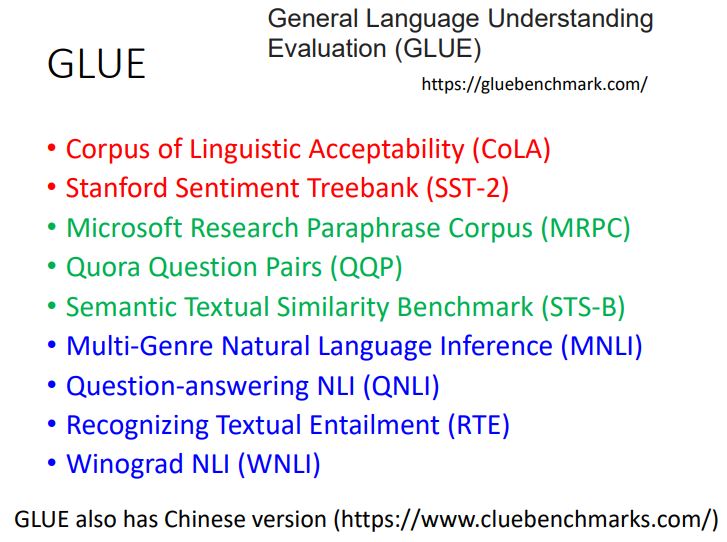 General Language Understanding
Evaluation (GLUE)
GLUE
https://gluebenchmark.com/
• Corpus of Linguistic Acceptability (CoLA)
• Stanford Sentiment Treebank (SST-2)
• Microsoft Research Paraphrase Corpus (MRPC)
• Quora Question Pairs (QQP)
• Semantic Textual Similarity Benchmark (STS-B)
• Multi-Genre Natural Language Inference (MNLI)
• Question-answering NLI (QNLI)
• Recognizing Textual Entailment (RTE)
• Winograd NLI (WNLI)
GLUE also has Chinese version (https://www.cluebenchmarks.com/)